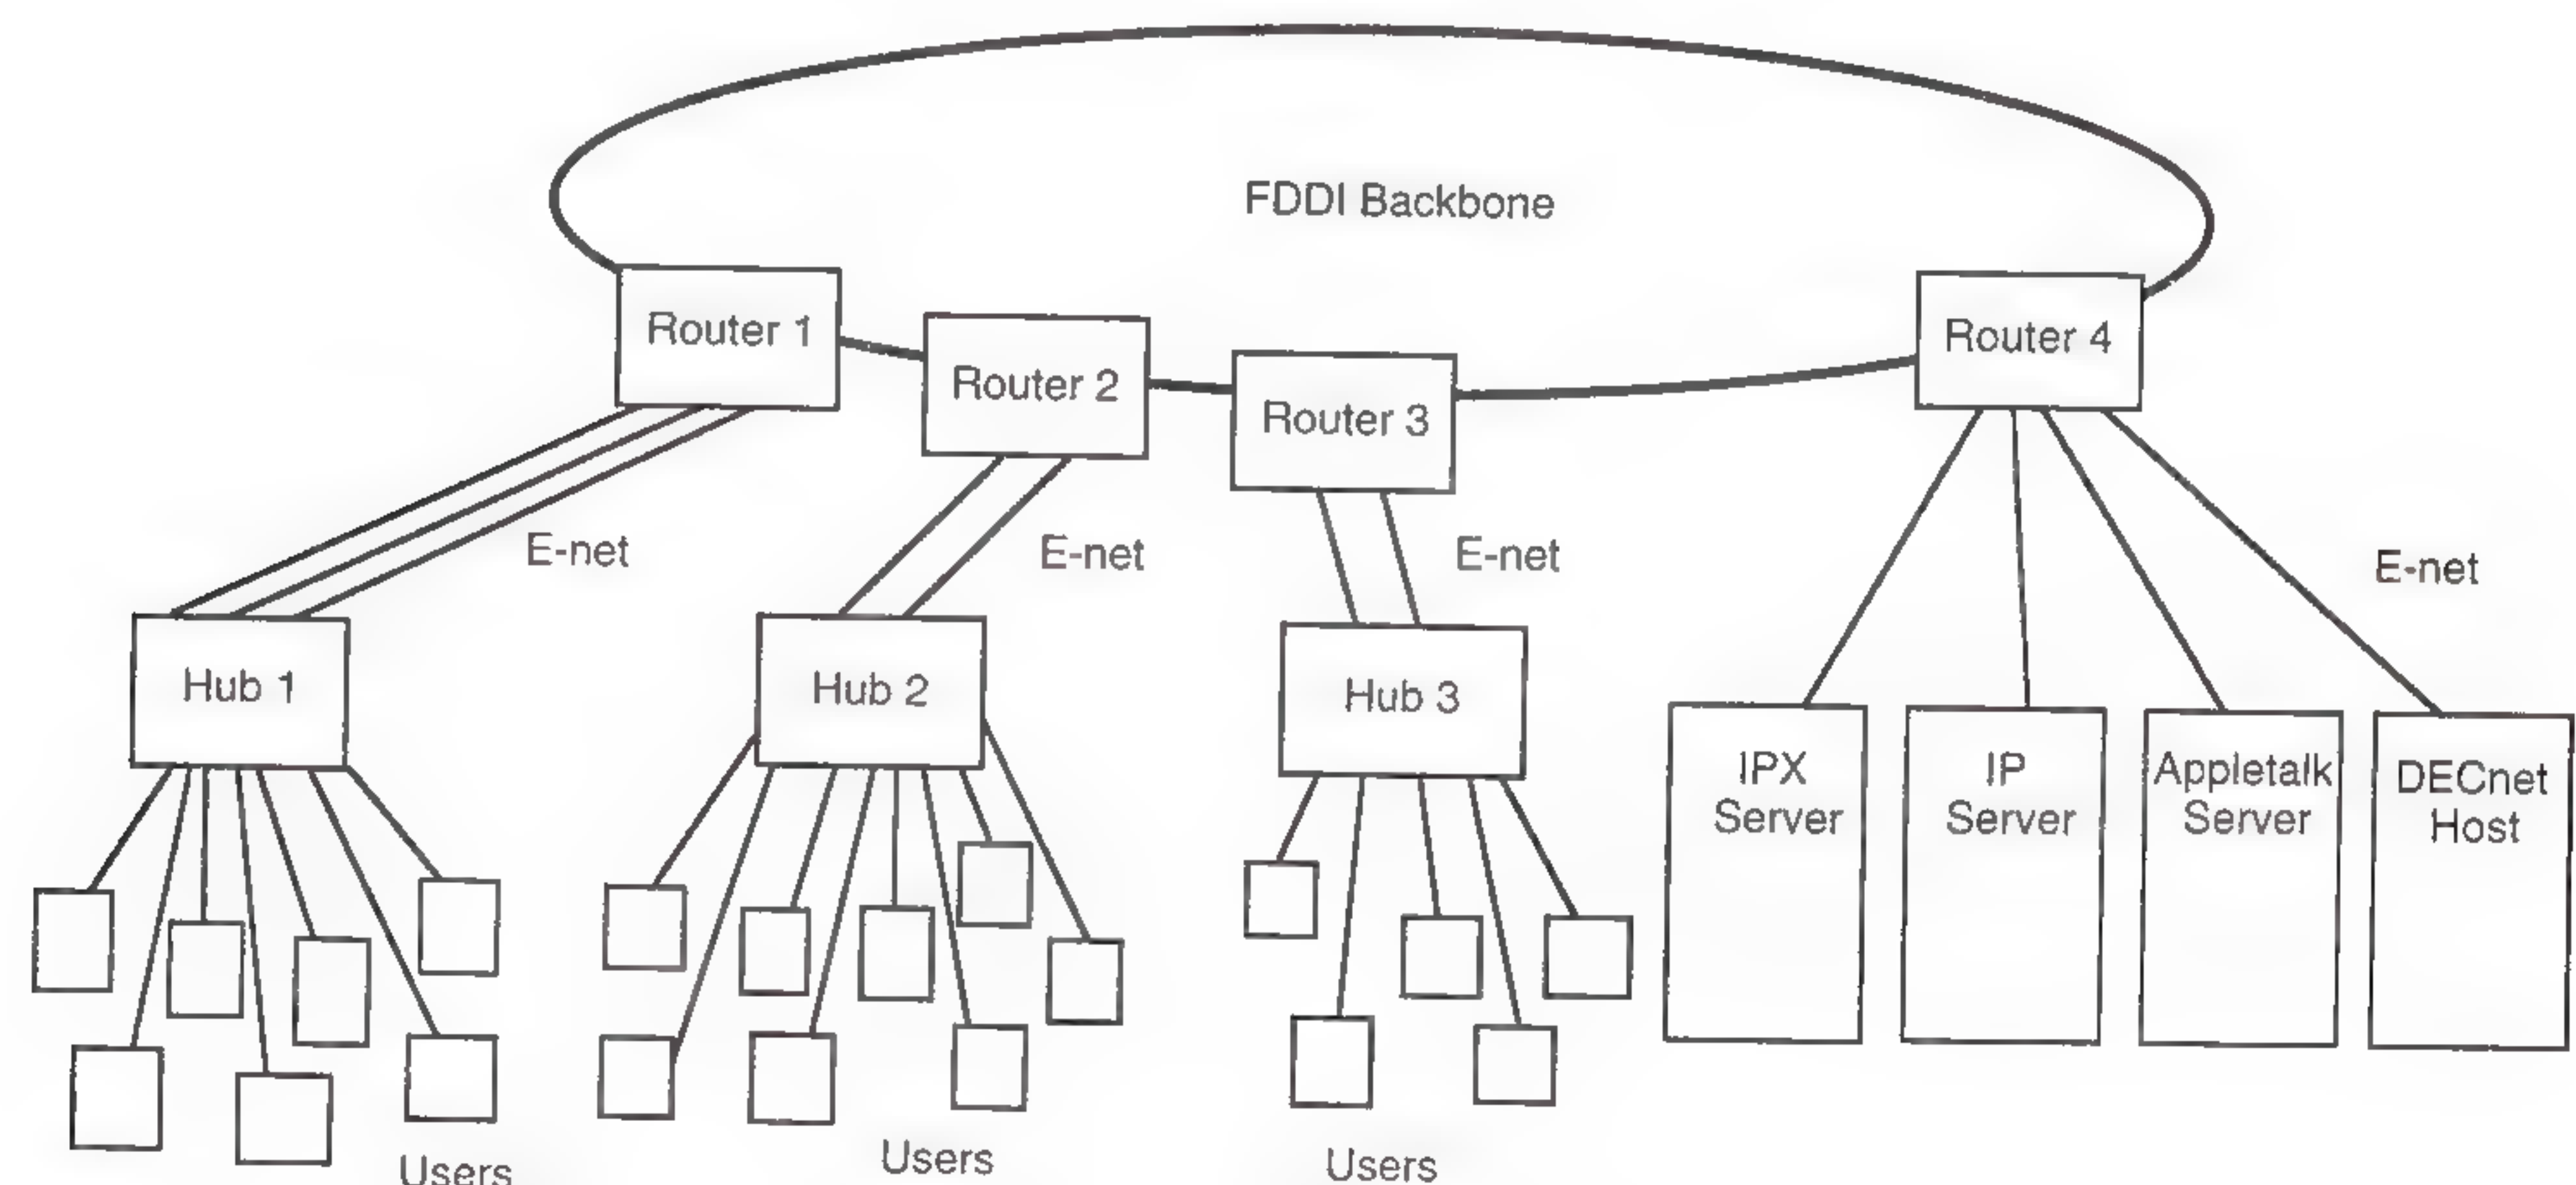 FDDI Backbone
Router 1
Router 2
Router 3
Router 4
E-net
E-net
E-net
E-net
Hub 1
Hub 2
Hub 3
IPX
Server
IP
Server
Appletalk
Server
DECnet
Host
Users
Users
Users